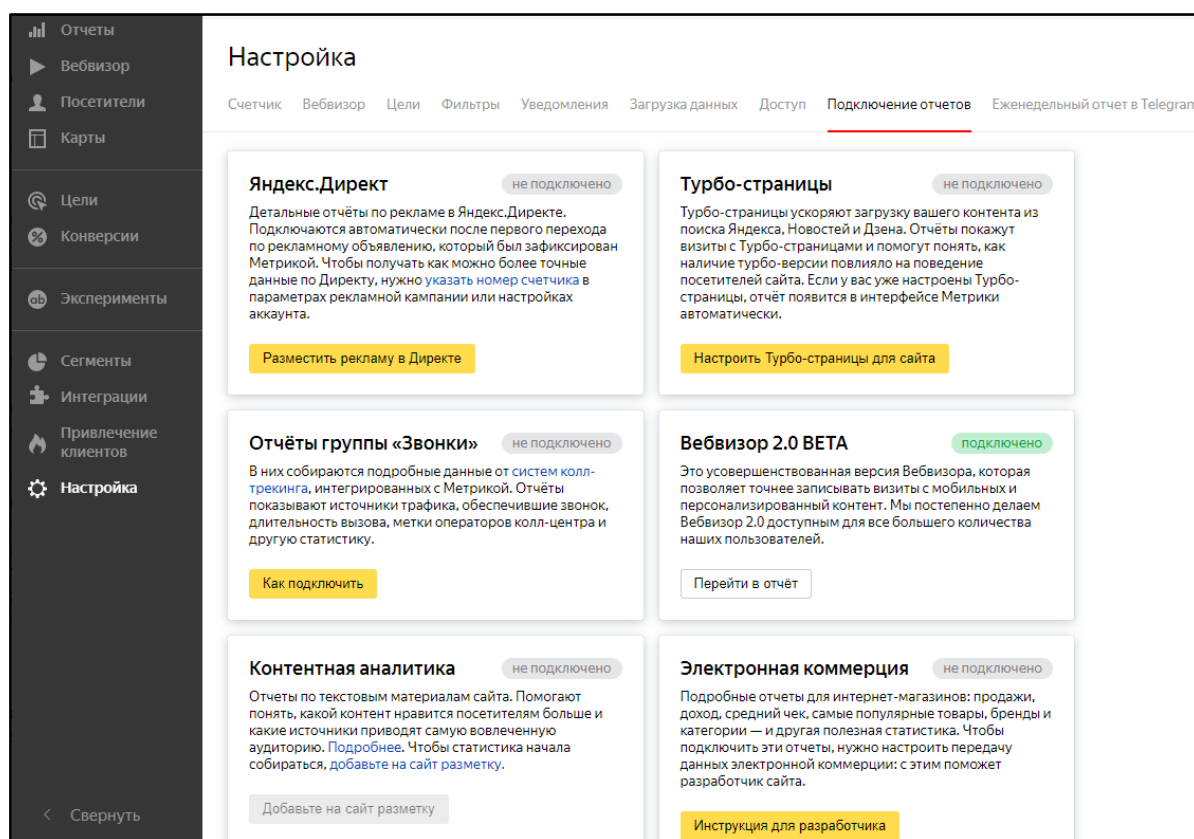 Отчеты
Вебвизор
Посетители
Карты
Цели
Конверсии
Эксперименты
Сегменты
Интеграции
Привлечение
клиентов
Настройка
Свернуть
Настройка
Счетчик Вебвизор Цели Фильтры Уведомления Загрузка данных Доступ Подключение отчетов Еженедельный отчет в Telegram
Яндекс.Директ не подключено
Детальные отчёты по рекламе в Яндекс.Директе.
Подключаются автоматически после первого перехода
по рекламному объявлению, который был зафиксирован
Метрикой. Чтобы получать как можно более точные
данные по Директу, нужно указать номер счетчика в
параметрах рекламной кампании или настройках
аккаунта.
Разместить рекламу в Директе
Турбо-страницы не подключено
Турбо-страницы ускоряют загрузку вашего контента из
поиска Яндекса, Новостей и Дзена. Отчёты покажут
визиты с Турбо-страницами и помогут понять, как
наличие турбо-версии повлияло на поведение
посетителей сайта. Если у вас уже настроены Турбо-
страницы, отчёт появится в интерфейсе Метрики
автоматически.
Настроить Турбо-страницы для сайта
Отчёты группы «Звонки» не подключено
В них собираются подробные данные от систем колл-
трекинга, интегрированных с Метрикой. Отчёты
показывают источники трафика, обеспечившие звонок,
длительность вызова, метки операторов колл-центра и
другую статистику.
Как подключить
Вебвизор 2.0 BETA подключено
Это усовершенствованная версия Вебвизора, которая
позволяет точнее записывать визиты с мобильных и
персонализированный контент. Мы постепенно делаем
Вебвизор 2.0 доступным для все большего количества
наших пользователей.
Перейти в отчёт
Контентная аналитика не подключено
Отчеты по текстовым материалам сайта. Помогают
понять, какой контент нравится посетителям больше и
какие источники приводят самую вовлеченную
аудиторию. Подробнее. Чтобы статистика начала
собираться, добавьте на сайт разметку.
Добавьте на сайт разметку
Электронная коммерция не подключено
Подробные отчеты для интернет-магазинов: продажи,
доход, средний чек, самые популярные товары, бренды и
категории — и другая полезная статистика. Чтобы
подключить эти отчеты, нужно настроить передачу
данных электронной коммерции: с этим поможет
разработчик сайта.
Инструкция для разработчика